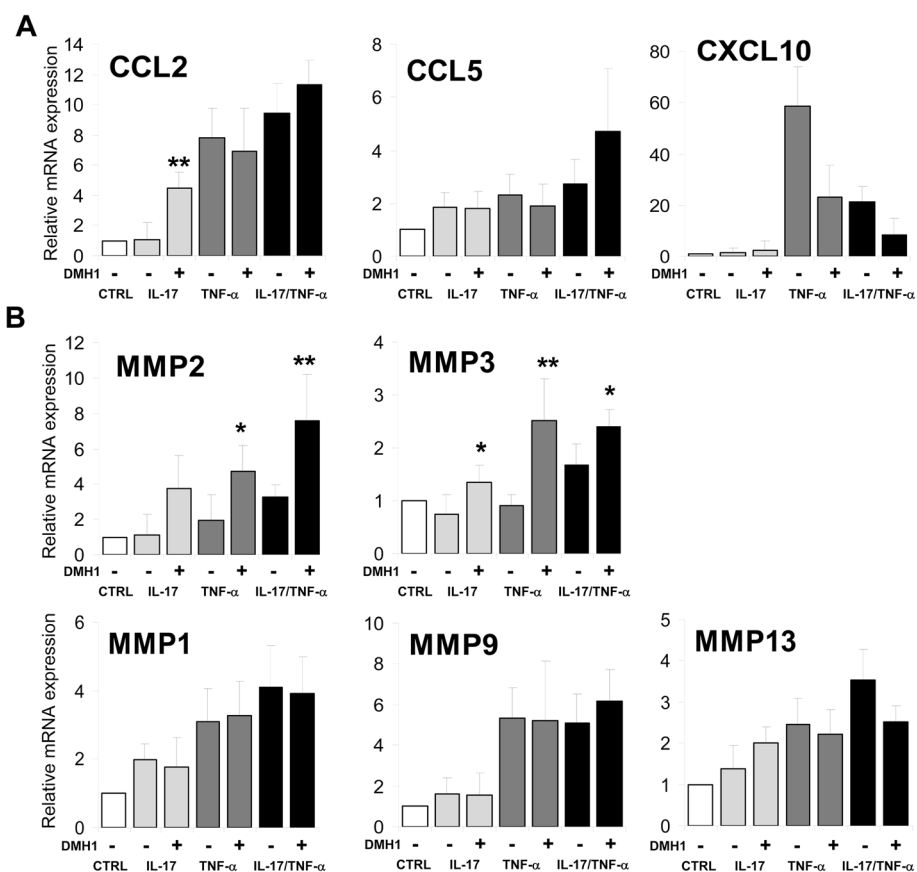 A
CCL2
Relative mRNA expression
14
12
10
8
6
4
2
0
**
DMH1 - - + - + - +
CTRL IL-17 TNF-α IL-17/TNF-α
CCL5
8
6
4
2
0
DMH1 - - + - + - +
CTRL IL-17 TNF-α IL-17/TNF-α
CXCL10
80
60
40
20
0
DMH1 - - + - + - +
CTRL IL-17 TNF-α IL-17/TNF-α
B
MMP2
Relative mRNA expression
12
10
8
6
4
2
0
* **
DMH1 - - + - + - +
CTRL IL-17 TNF-α IL-17/TNF-α
MMP3
4
3
2
1
0
* ** *
DMH1 - - + - + - +
CTRL IL-17 TNF-α IL-17/TNF-α
MMP1
Relative mRNA expression
6
4
2
0
DMH1 - - + - + - +
CTRL IL-17 TNF-α IL-17/TNF-α
MMP9
10
8
6
4
2
0
DMH1 - - + - + - +
CTRL IL-17 TNF-α IL-17/TNF-α
MMP13
5
4
3
2
1
0
DMH1 - - + - + - +
CTRL IL-17 TNF-α IL-17/TNF-α